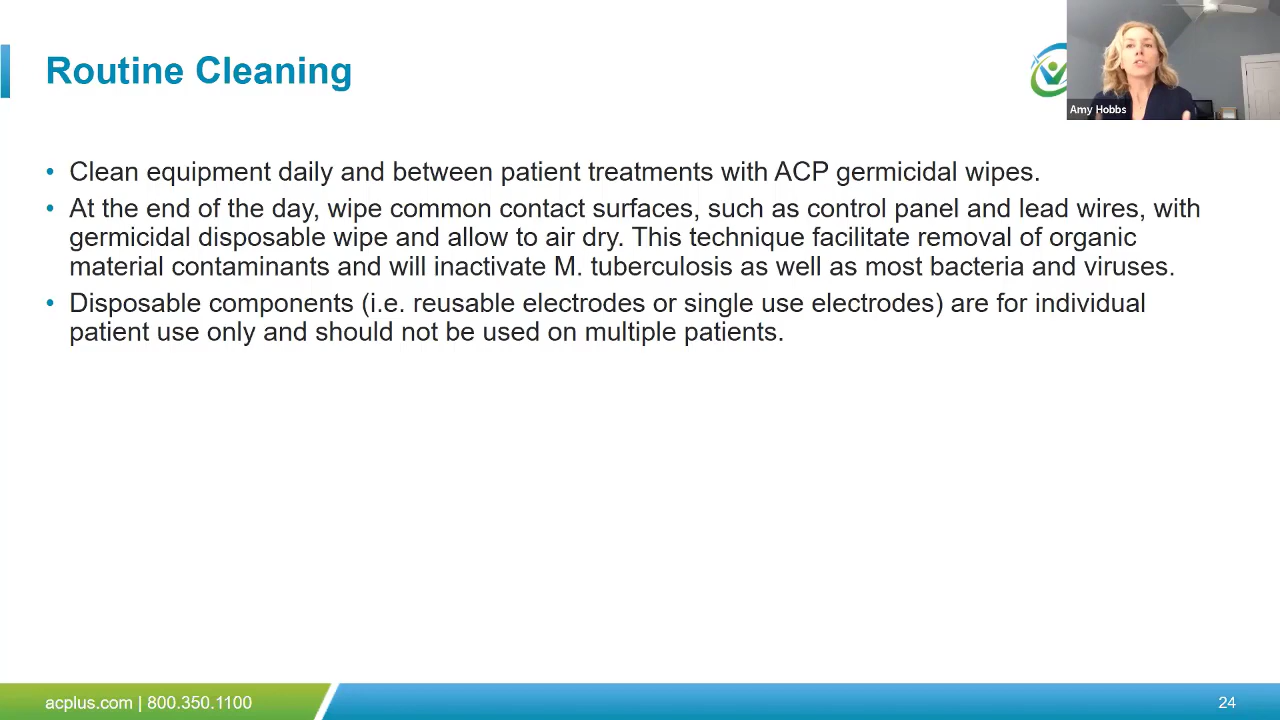 Routine Cleaning
Amy Hobbs
• Clean equipment daily and between patient treatments with ACP germicidal wipes.
• At the end of the day, wipe common contact surfaces, such as control panel and lead wires, with
germicidal disposable wipe and allow to air dry. This technique facilitate removal of organic
material contaminants and will inactivate M. tuberculosis as well as most bacteria and viruses.
• Disposable components (i.e. reusable electrodes or single use electrodes) are for individual
patient use only and should not be used on multiple patients.
acplus.com | 800.350.1100
24